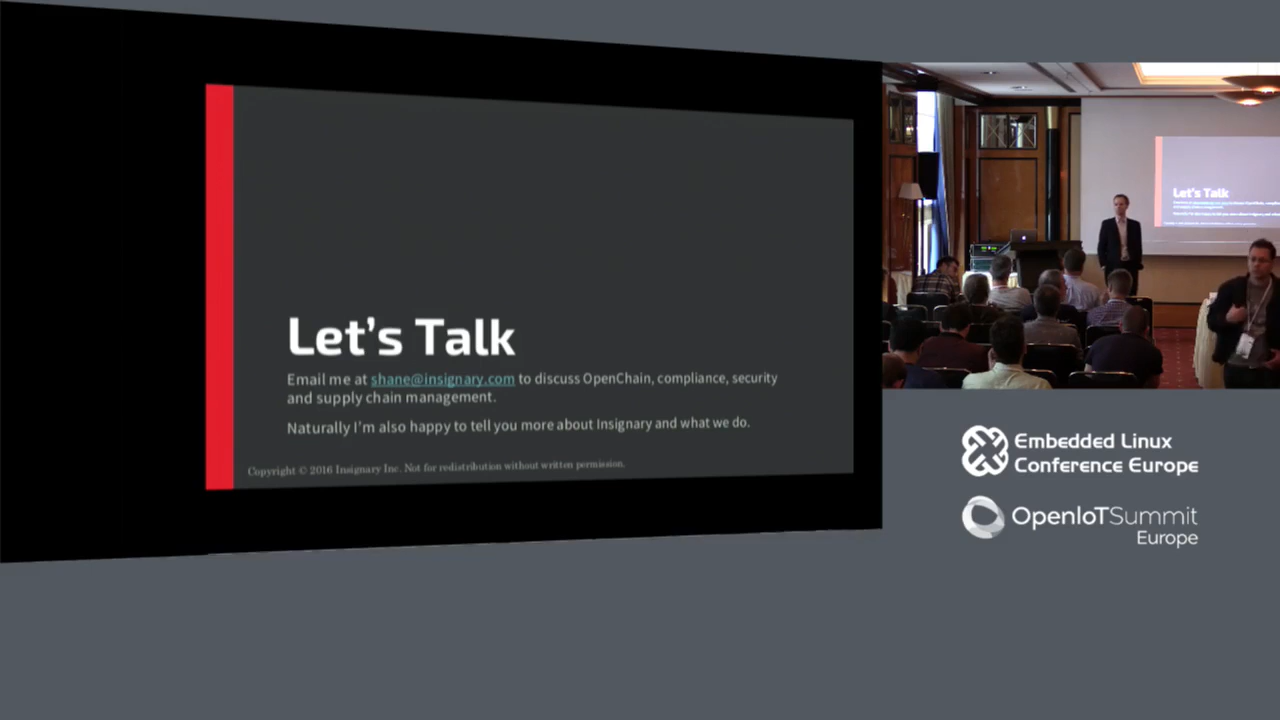 Let's Talk
Email me at shane@insignary.com to discuss OpenChain, compliance, security
and supply chain management.
Naturally I'm also happy to tell you more about Insignary and what we do.
Copyright © 2016 Insignary Inc. Not for redistribution without written permission.
Let's Talk
Embedded Linux
Conference Europe
OpenIoTSummit
Europe